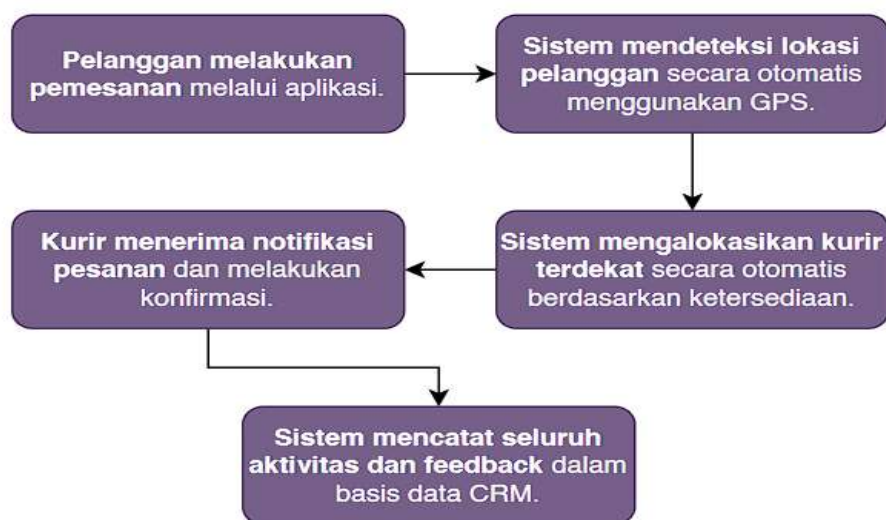 Pelanggan melakukan
pemesanan melalui aplikasi.
Sistem mendeteksi lokasi
pelanggan secara otomatis
menggunakan GPS.
Sistem mengalokasikan kurir
terdekat secara otomatis
berdasarkan ketersediaan.
Kurir menerima notifikasi
pesanan dan melakukan
konfirmasi.
Sistem mencatat seluruh
aktivitas dan feedback dalam
basis data CRM.